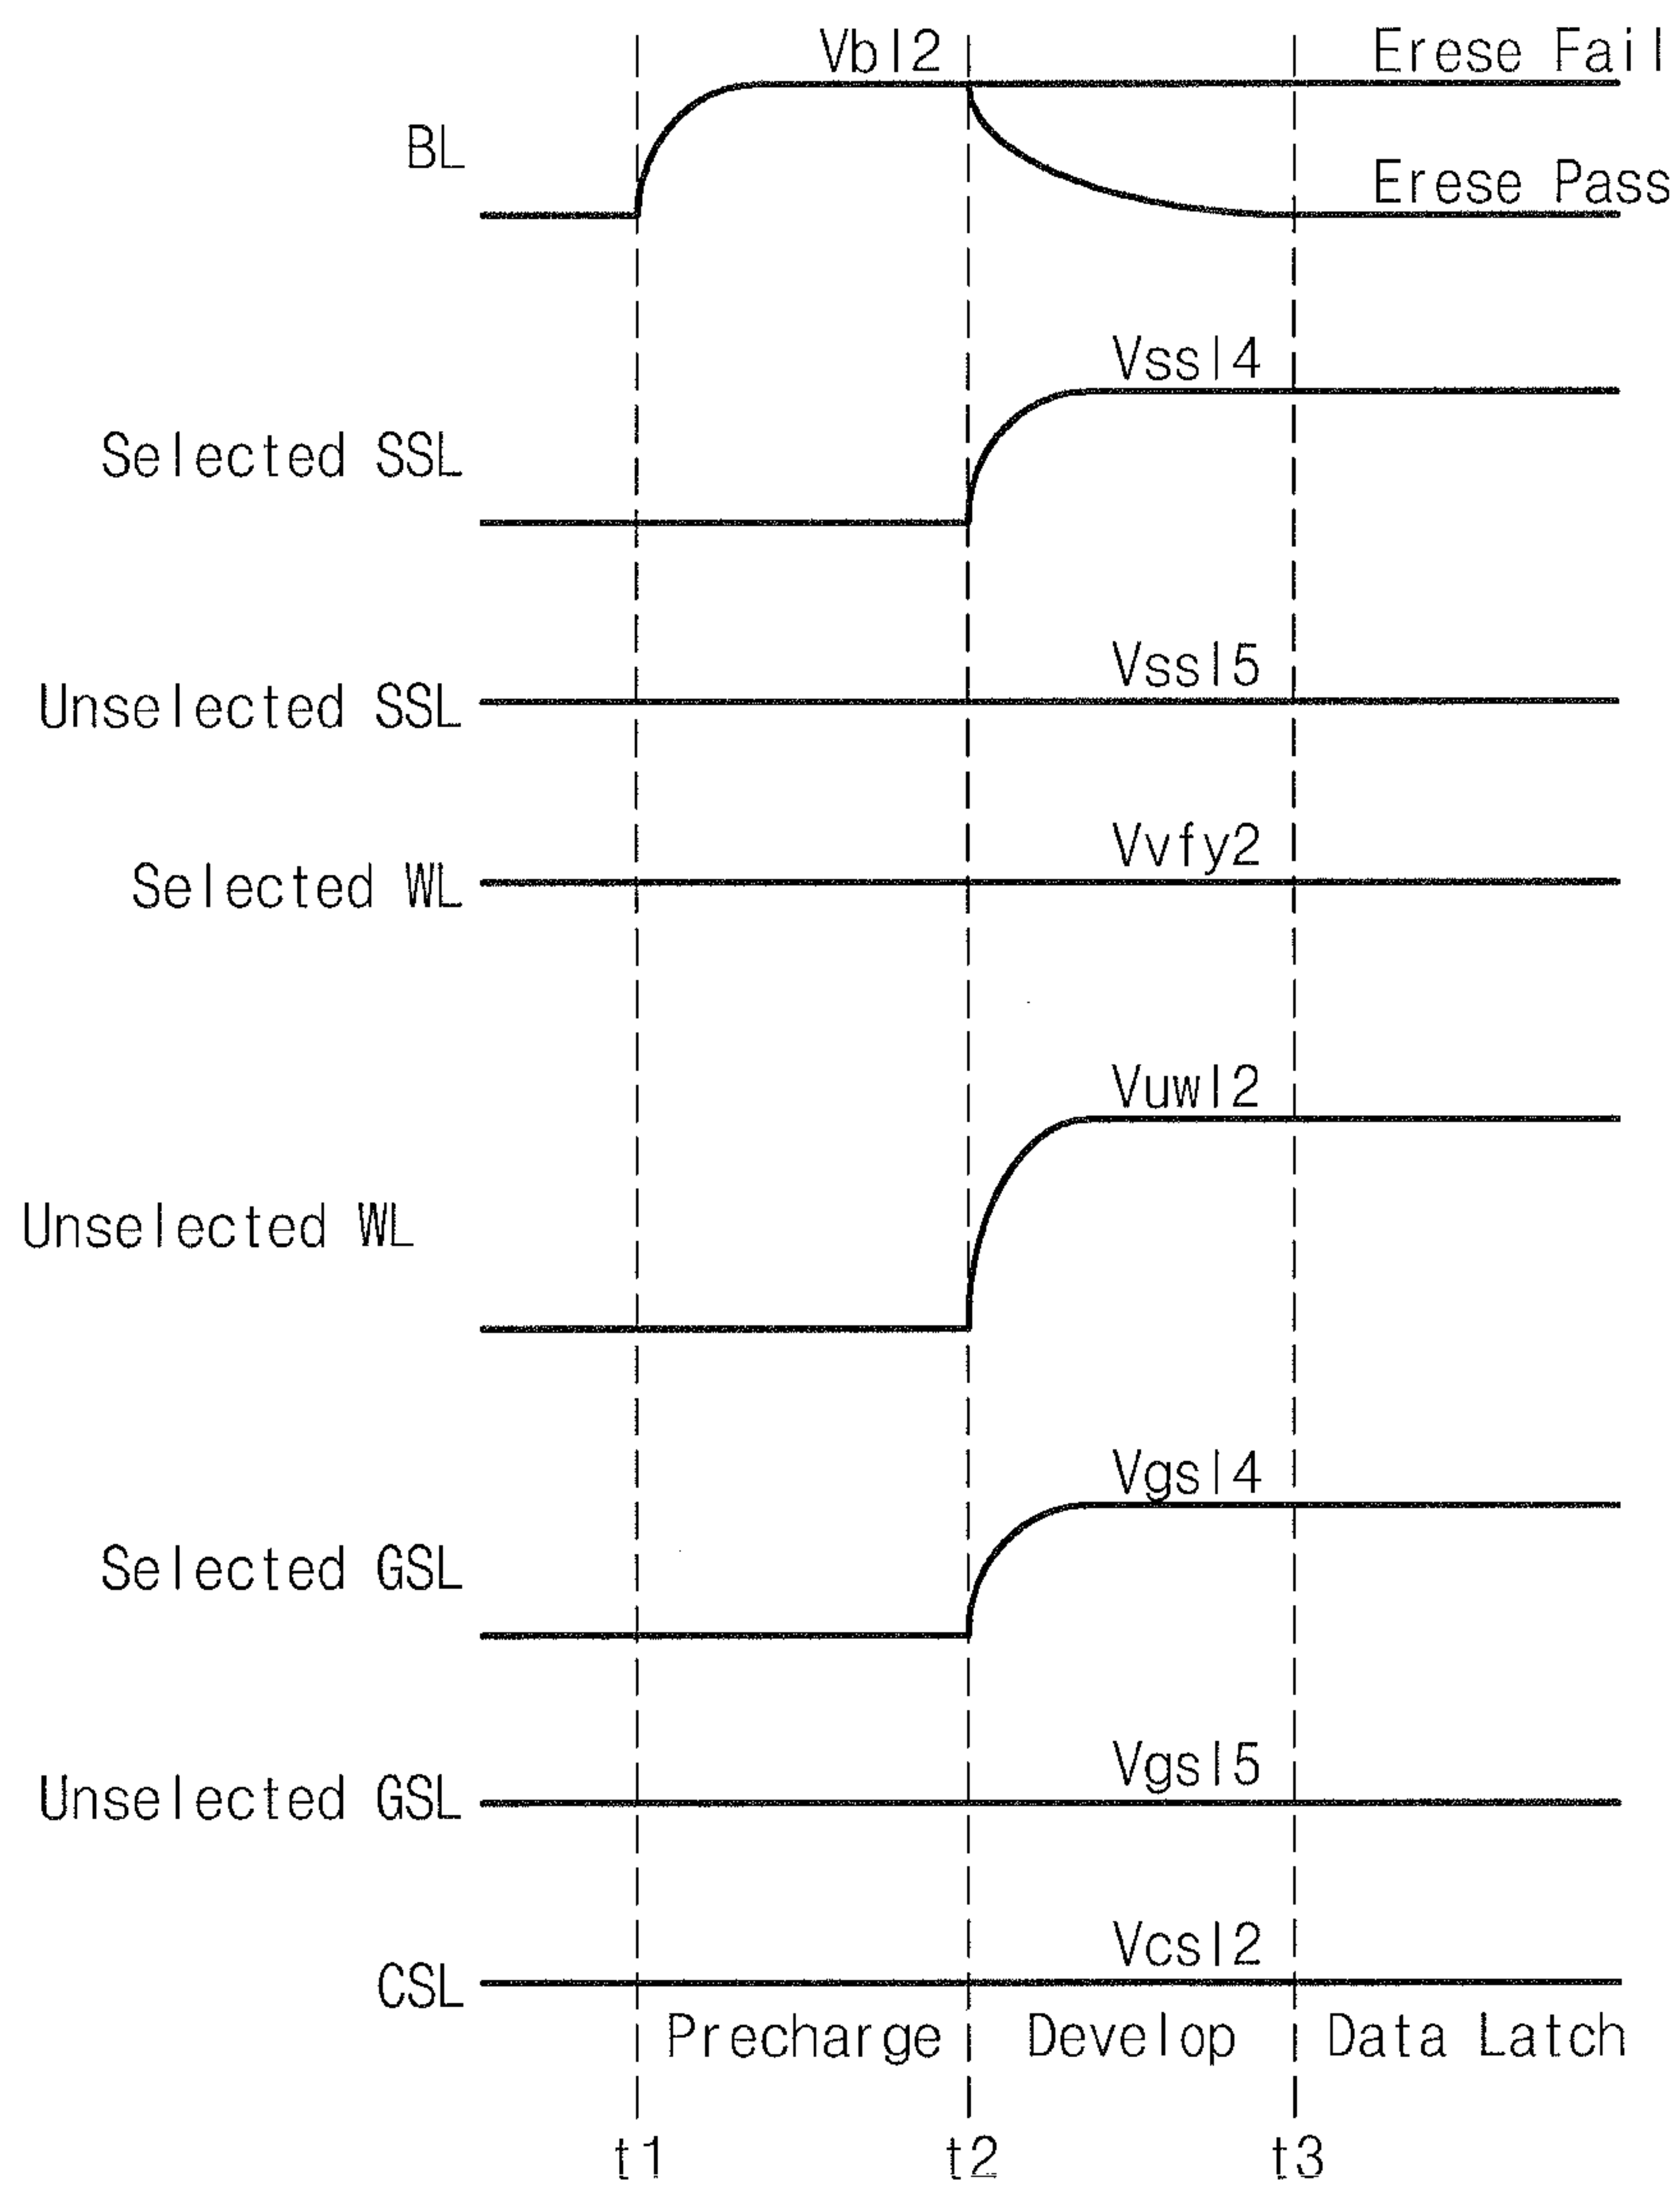 Vbl2
Erese Fail
BL
Erese Pass
Vssl4
Selected SSL
Vssl5
Unselected SSL
Vvfy2
Selected WL
Vuwl2
Unselected WL
Vgsl4
Selected GSL
Vgsl5
Unselected GSL
Vcsl2
CSL
Precharge Develop Data Latch
t1 t2 t3